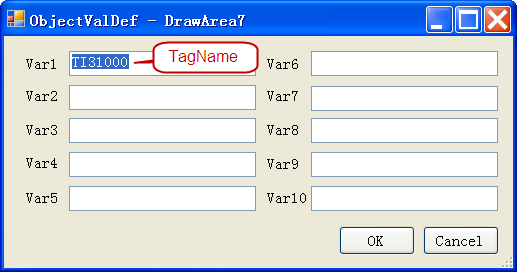 ObjectValDef - DrawArea7
Var1 TI31000 TagName Var6
Var2 Var7
Var3 Var8
Var4 Var9
Var5 Var10
OK Cancel